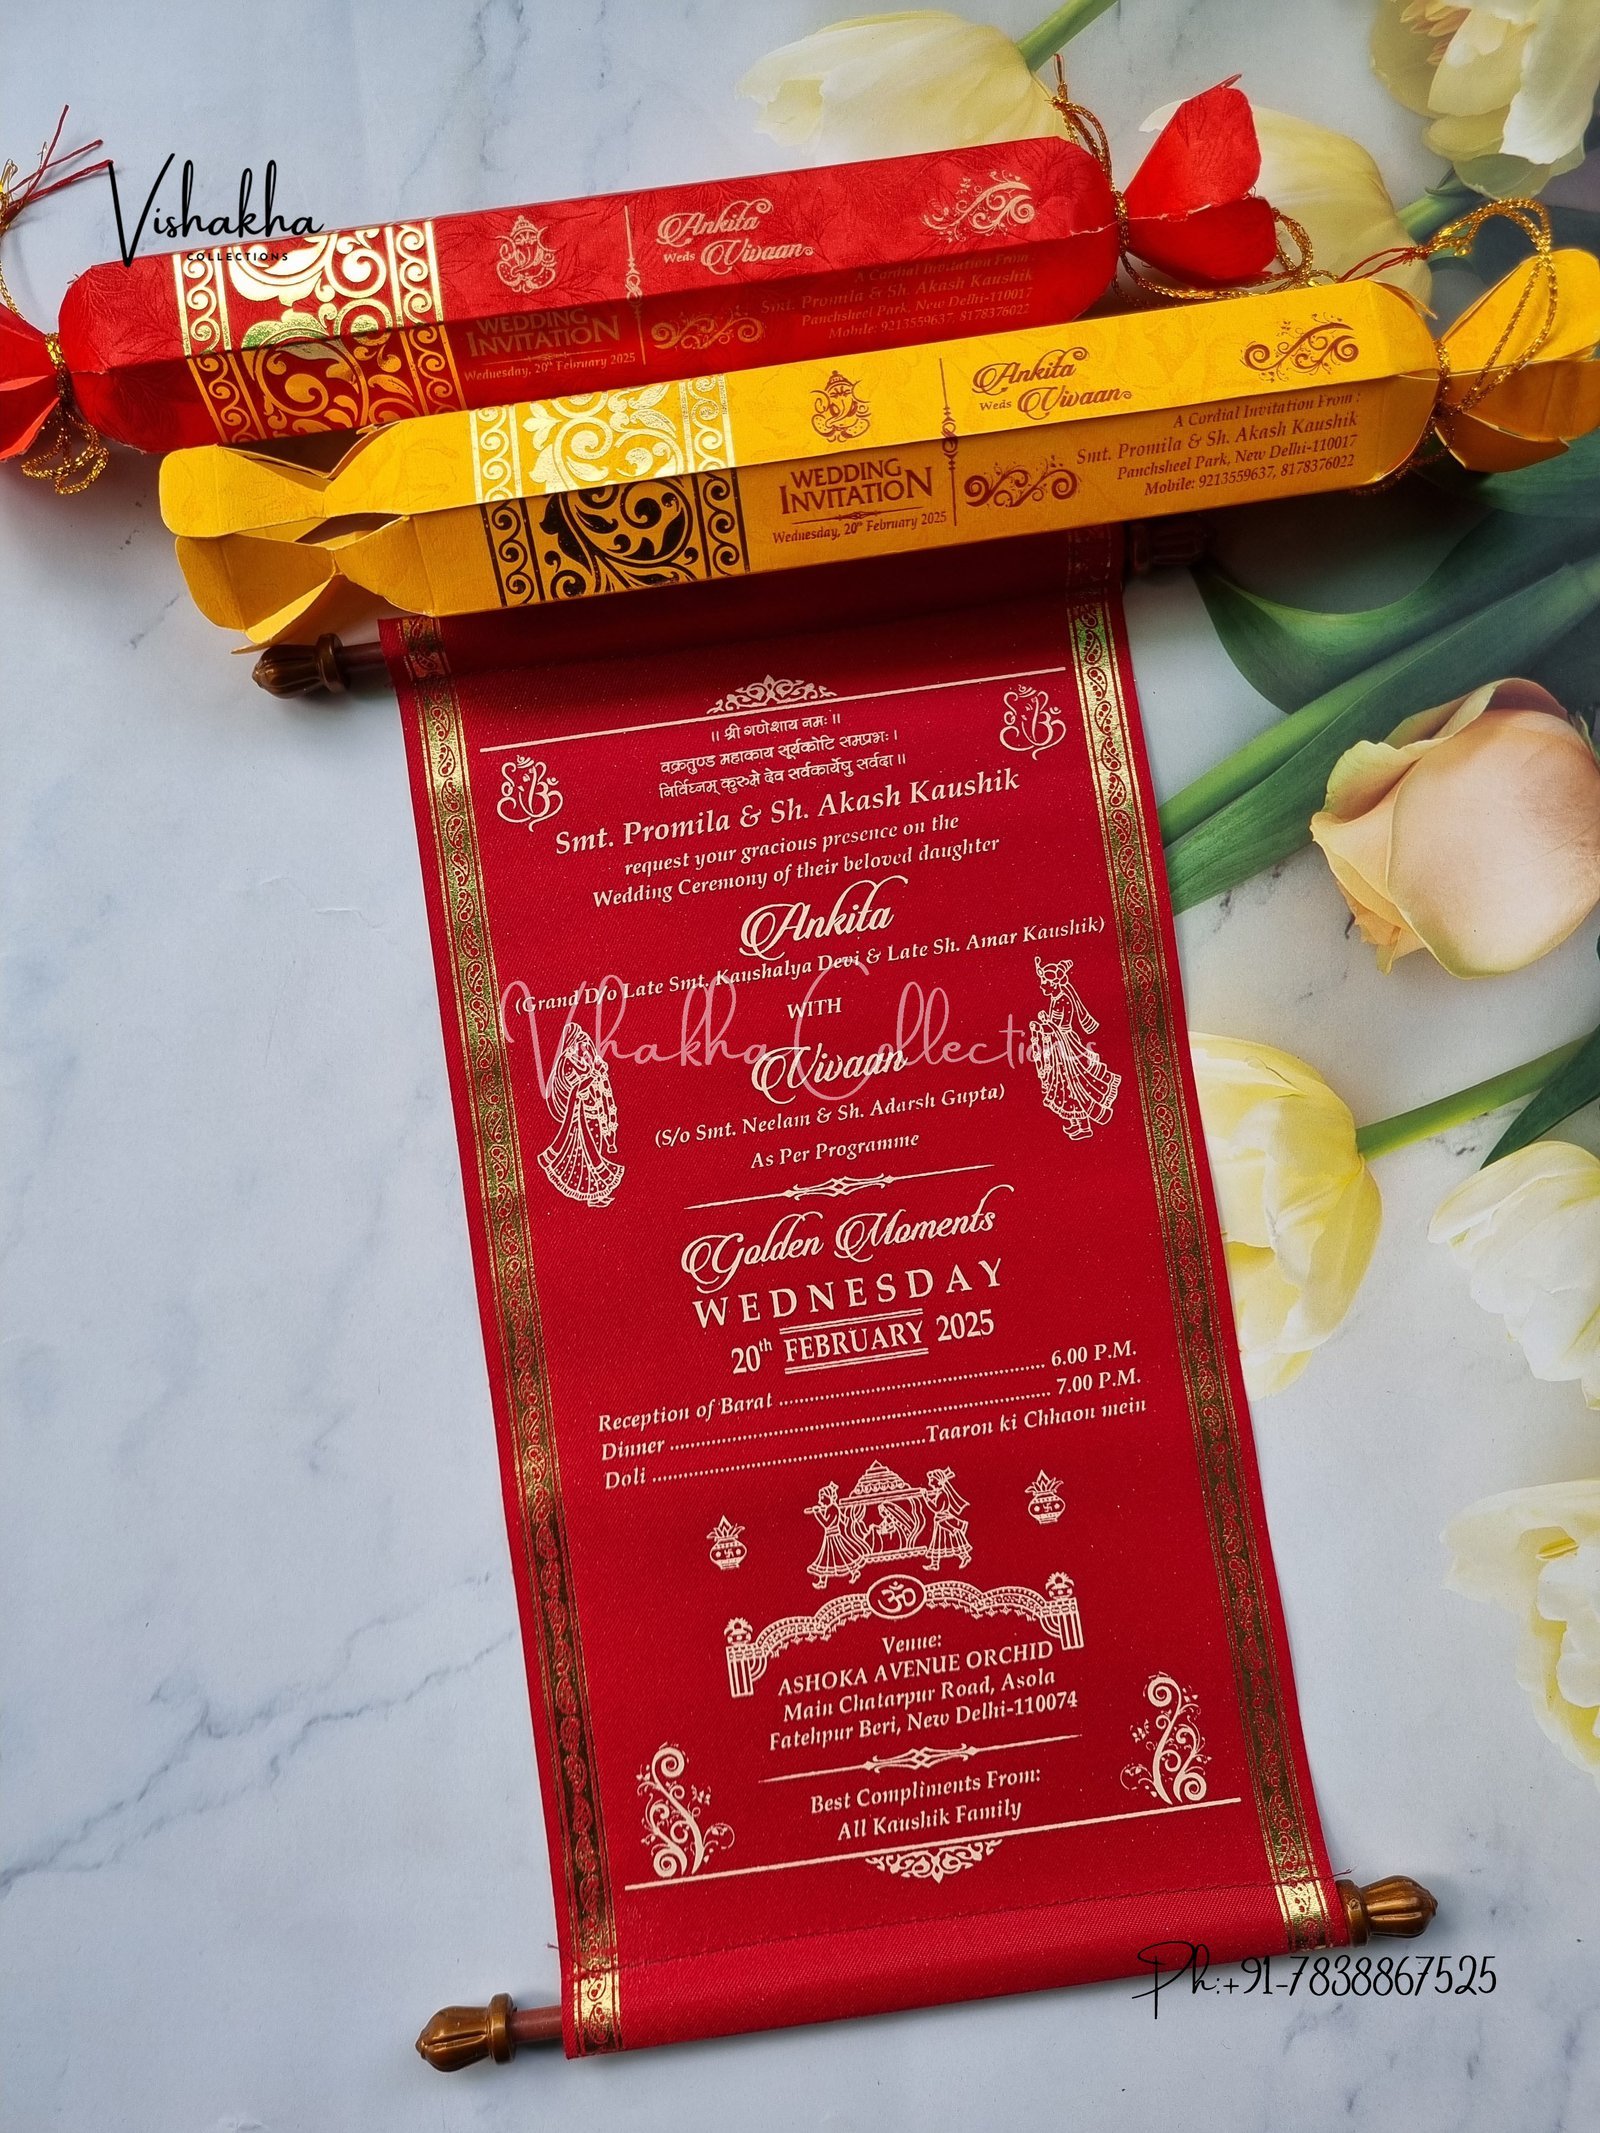 Vishakha
COLLECTIONS
Ankita
Weds Vivaan
WEDDING
INVITATION
Wednesday, 20th February 2025
A Cordial Invitation From :
Smt. Promila & Sh. Akash Kaushik
Panchsheel Park, New Delhi-110017
Mobile: 9213559637, 8178376022
Ankita
Weds Vivaan
WEDDING
INVITATION
Wednesday, 20th February 2025
A Cordial Invitation From :
Smt. Promila & Sh. Akash Kaushik
Panchsheel Park, New Delhi-110017
Mobile: 9213559637, 8178376022
।। श्री गणेशाय नमः ।।
वक्रतुण्ड महाकाय सूर्यकोटि समप्रभः ।
निर्विघ्नम् कुरुमे देव सर्वकार्येषु सर्वदा ।।
Smt. Promila & Sh. Akash Kaushik
request your gracious presence on the
Wedding Ceremony of their beloved daughter
Ankita
(Grand D/o Late Smt. Kaushalya Devi & Late Sh. Amar Kaushik)
WITH
Vishakha Collections
Vivaan
(S/o Smt. Neelam & Sh. Adarsh Gupta)
As Per Programme
Golden Moments
WEDNESDAY
20th FEBRUARY 2025
Reception of Barat ........................................ 6.00 P.M.
Dinner ........................................ 7.00 P.M.
Doli ........................................Taaron ki Chhaon mein
ॐ
Venue:
ASHOKA AVENUE ORCHID
Main Chatarpur Road, Asola
Fatehpur Beri, New Delhi-110074
Best Compliments From:
All Kaushik Family
Ph:+91-7838867525